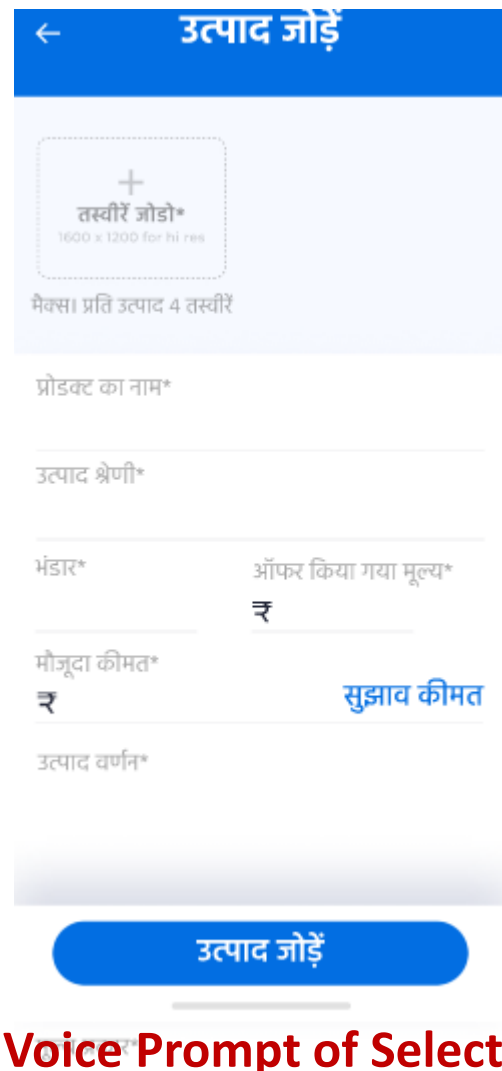 ← उत्पाद जोड़ें
+
तस्वीरें जोडो*
1600 x 1200 for hi res
मैक्स। प्रति उत्पाद 4 तस्वीरें
प्रोडक्ट का नाम*
उत्पाद श्रेणी*
भंडार* ऑफर किया गया मूल्य*
₹
मौजूदा कीमत*
₹ सुझाव कीमत
उत्पाद वर्णन*
उत्पाद जोड़ें
Voice Prompt of Select